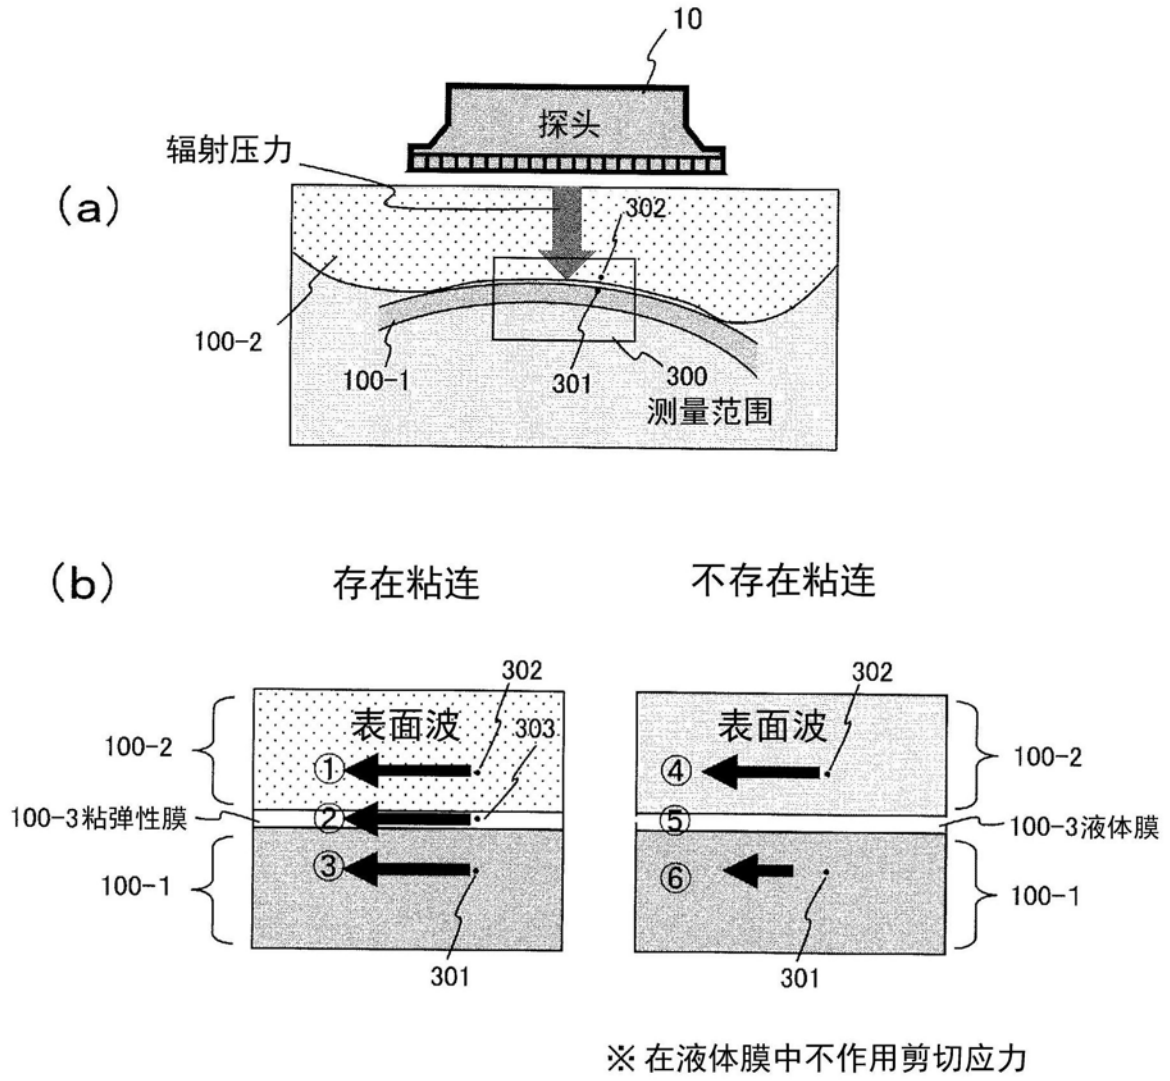 10
探头
辐射压力
(a)
302
100-2
100-1
301
300
测量范围
(b)
存在粘连
不存在粘连
302
302
表面波
303
表面波
100-2
①
④
100-2
100-3粘弹性膜
②
⑤
100-3液体膜
③
⑥
100-1
100-1
301
301
※ 在液体膜中不作用剪切应力